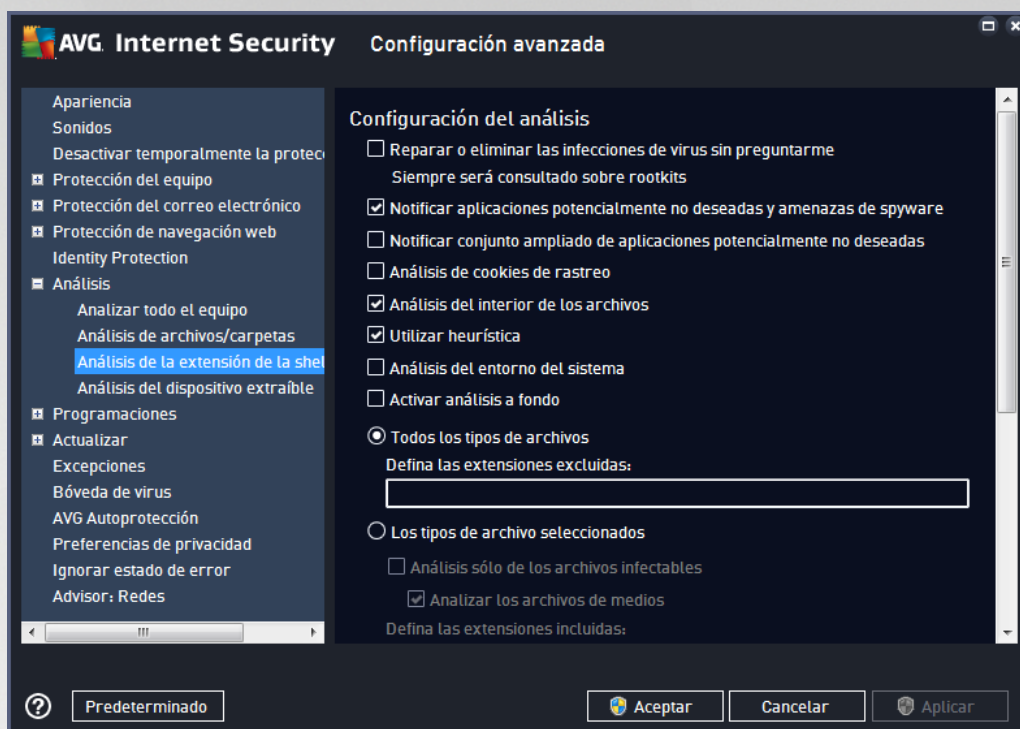 AVG. Internet Security
Configuración avanzada
Apariencia
Sonidos
Desactivar temporalmente la protec
Protección del equipo
Protección del correo electrónico
Protección de navegación web
Identity Protection
Análisis
Analizar todo el equipo
Análisis de archivos/carpetas
Análisis de la extensión de la shel
Análisis del dispositivo extraíble
Programaciones
Actualizar
Excepciones
Bóveda de virus
AVG Autoprotección
Preferencias de privacidad
Ignorar estado de error
Advisor: Redes
Configuración del análisis
Reparar o eliminar las infecciones de virus sin preguntarme
Siempre será consultado sobre rootkits
Notificar aplicaciones potencialmente no deseadas y amenazas de spyware
Notificar conjunto ampliado de aplicaciones potencialmente no deseadas
Análisis de cookies de rastreo
Análisis del interior de los archivos
Utilizar heurística
Análisis del entorno del sistema
Activar análisis a fondo
Todos los tipos de archivos
Defina las extensiones excluidas:
Los tipos de archivo seleccionados
Análisis sólo de los archivos infectables
Analizar los archivos de medios
Defina las extensiones incluidas:
Predeterminado
Aceptar
Cancelar
Aplicar